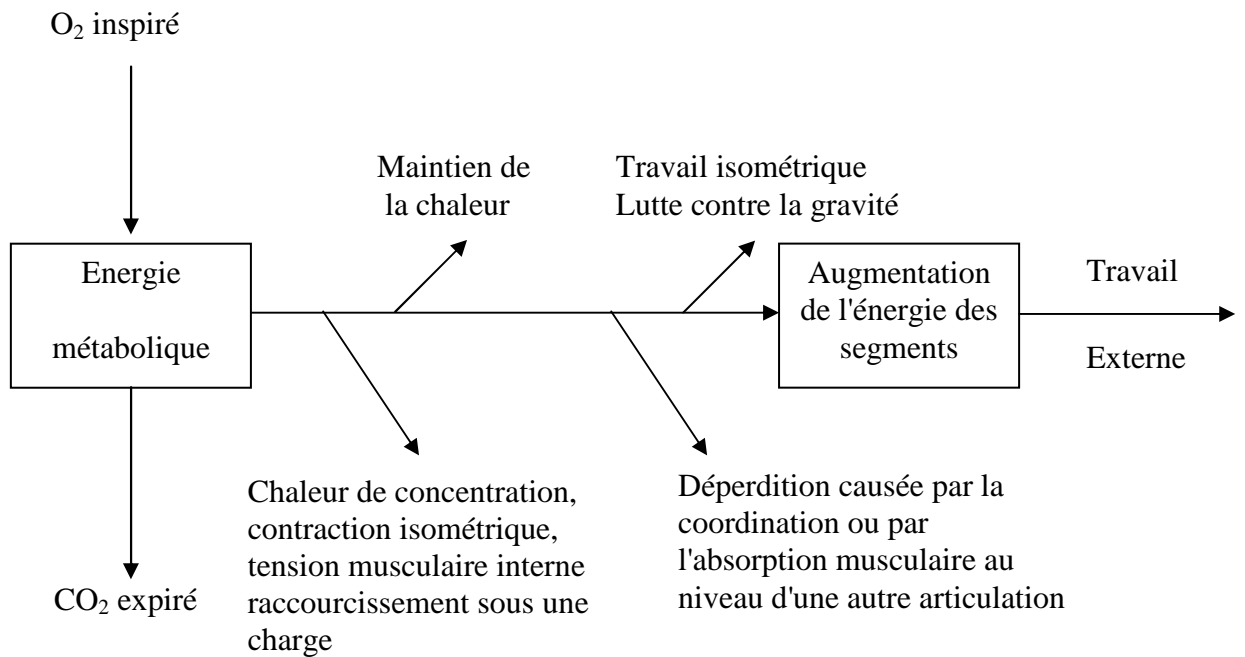 O₂ inspiré
Maintien de
la chaleur
Travail isométrique
Lutte contre la gravité
Energie
métabolique
Augmentation
de l'énergie des
segments
Travail
Externe
Chaleur de concentration,
contraction isométrique,
tension musculaire interne
raccourcissement sous une
charge
Déperdition causée par la
coordination ou par
l'absorption musculaire au
niveau d'une autre articulation
CO₂ expiré